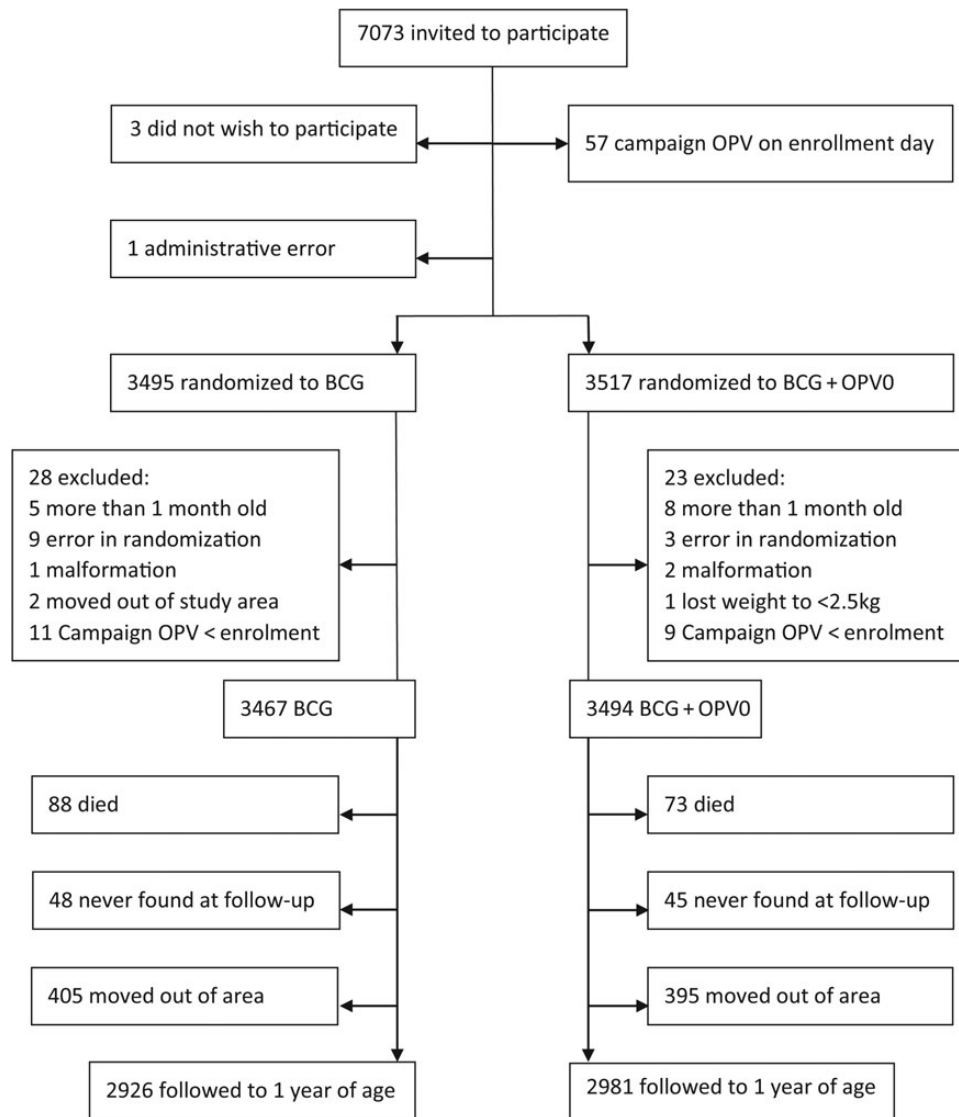 7073 invited to participate
3 did not wish to participate
57 campaign OPV on enrollment day
1 administrative error
3495 randomized to BCG
3517 randomized to BCG + OPV0
28 excluded:
5 more than 1 month old
9 error in randomization
1 malformation
2 moved out of study area
11 Campaign OPV < enrolment
23 excluded:
8 more than 1 month old
3 error in randomization
2 malformation
1 lost weight to <2.5kg
9 Campaign OPV < enrolment
3467 BCG
3494 BCG + OPV0
88 died
73 died
48 never found at follow-up
45 never found at follow-up
405 moved out of area
395 moved out of area
2926 followed to 1 year of age
2981 followed to 1 year of age